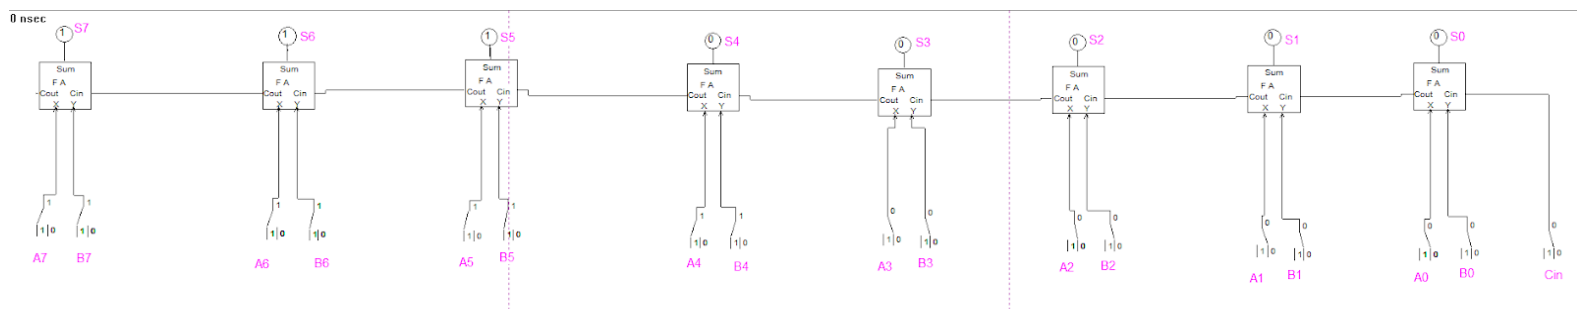 0 nsec
1 S7
1 S6
1 S5
0 S4
0 S3
0 S2
0 S1
0 S0
Sum
F A
Cout Cin
X Y
Sum
F A
Cout Cin
X Y
Sum
F A
Cout Cin
X Y
Sum
F A
Cout Cin
X Y
Sum
F A
Cout Cin
X Y
Sum
F A
Cout Cin
X Y
Sum
F A
Cout Cin
X Y
Sum
F A
Cout Cin
X Y
1 1
1 1
1 1
1 1
0 0
0 0
0 0
0 0
0
1 0 1 0
1 0 1 0
1 0 1 0
1 0 1 0
1 0 1 0
1 0 1 0
1 0 1 0
1 0 1 0
1 0
A7 B7
A6 B6
A5 B5
A4 B4
A3 B3
A2 B2
A1 B1
A0 B0
Cin